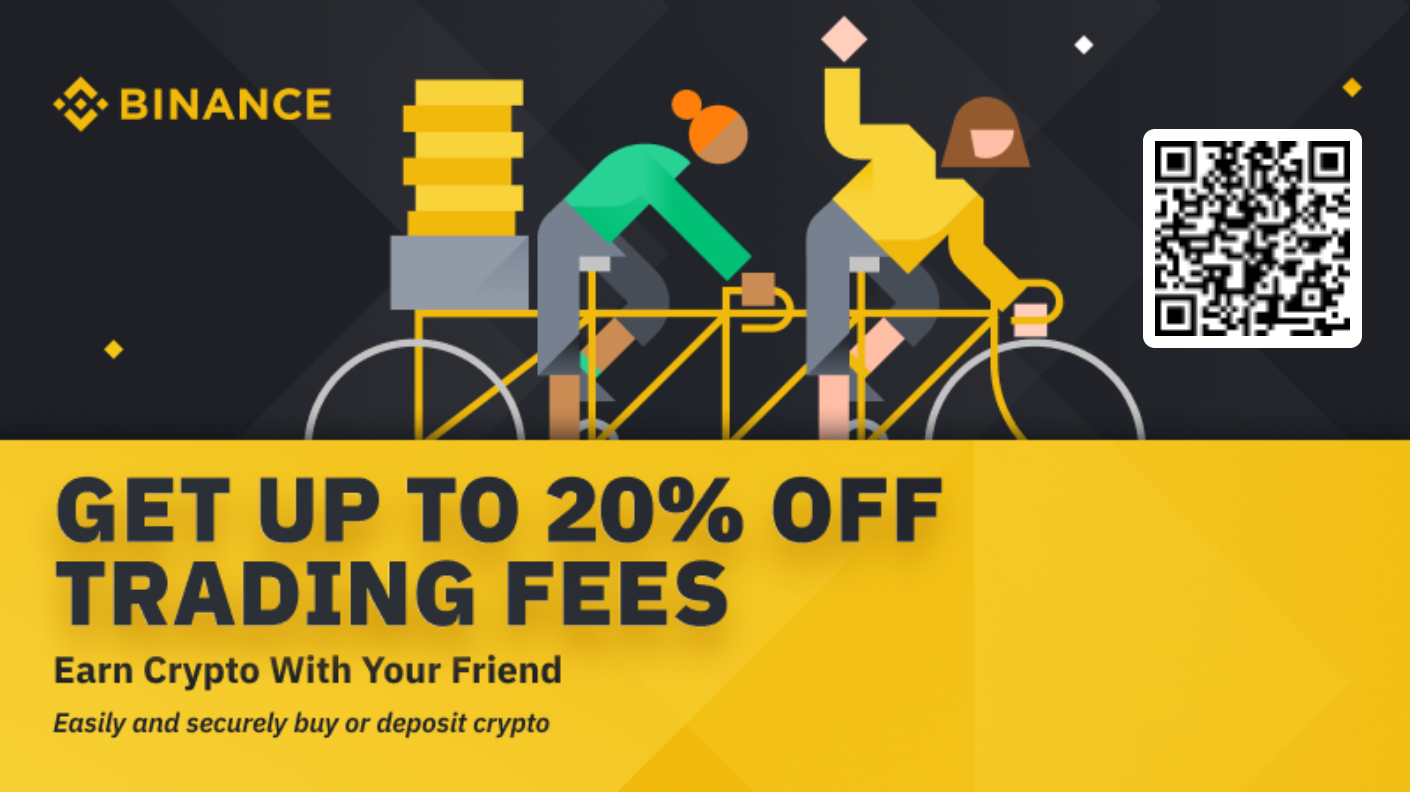 BINANCE
GET UP TO 20% OFF
TRADING FEES
Earn Crypto With Your Friend
Easily and securely buy or deposit crypto